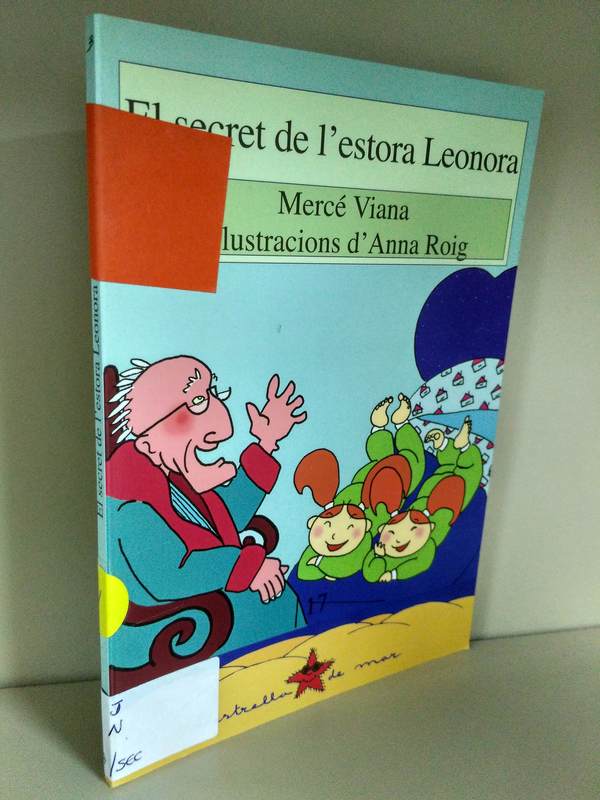 El secret de l'estora Leonora
Mercé Viana
lustracions d'Anna Roig
El secret de l'estora Leonora
17
estrella de mar
J
N
/sec
3